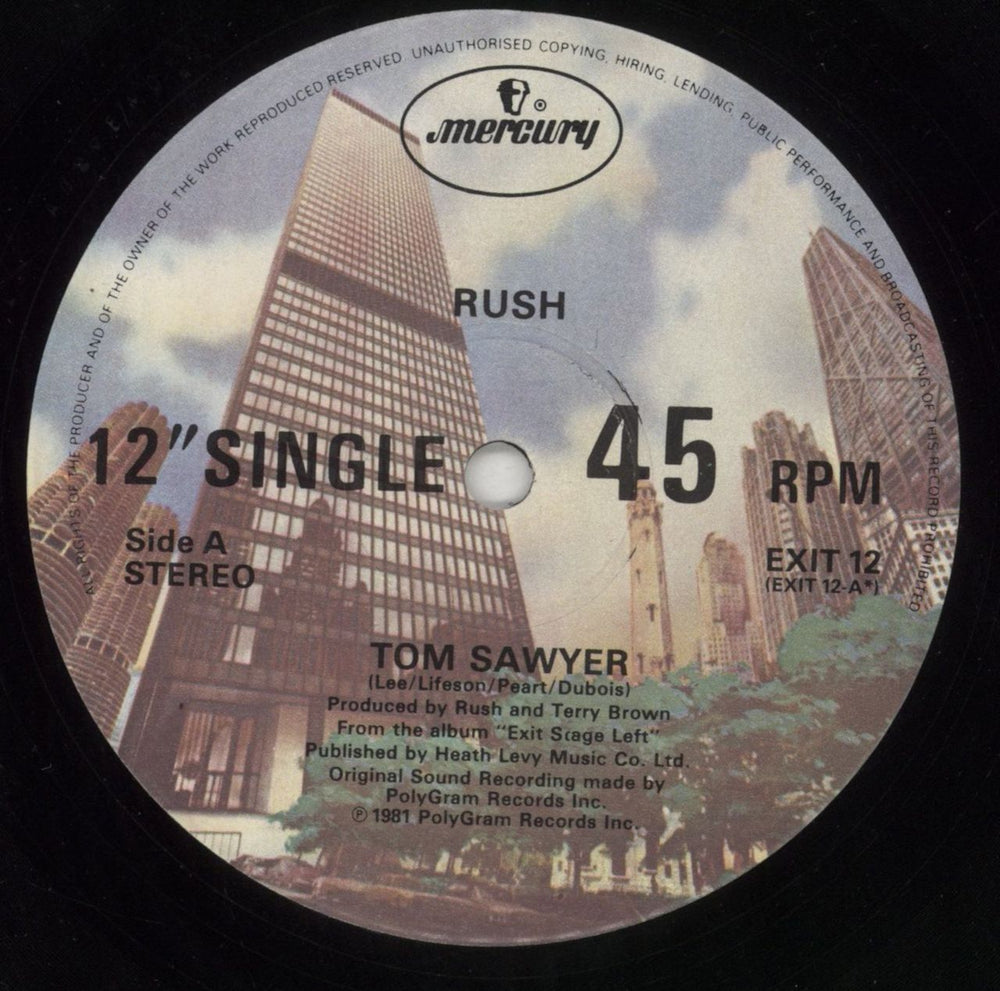 ALL RIGHTS OF THE PRODUCER AND OF THE OWNER OF THE WORK REPRODUCED RESERVED. UNAUTHORISED COPYING, HIRING, LENDING, PUBLIC PERFORMANCE AND BROADCASTING OF THIS RECORD PROHIBITED
mercury ®
RUSH
12" SINGLE 45 RPM
Side A
STEREO
EXIT 12
(EXIT 12-A*)
TOM SAWYER
(Lee/Lifeson/Peart/Dubois)
Produced by Rush and Terry Brown
From the album "Exit Stage Left"
Published by Heath Levy Music Co. Ltd.
Original Sound Recording made by
PolyGram Records Inc.
℗ 1981 PolyGram Records Inc.